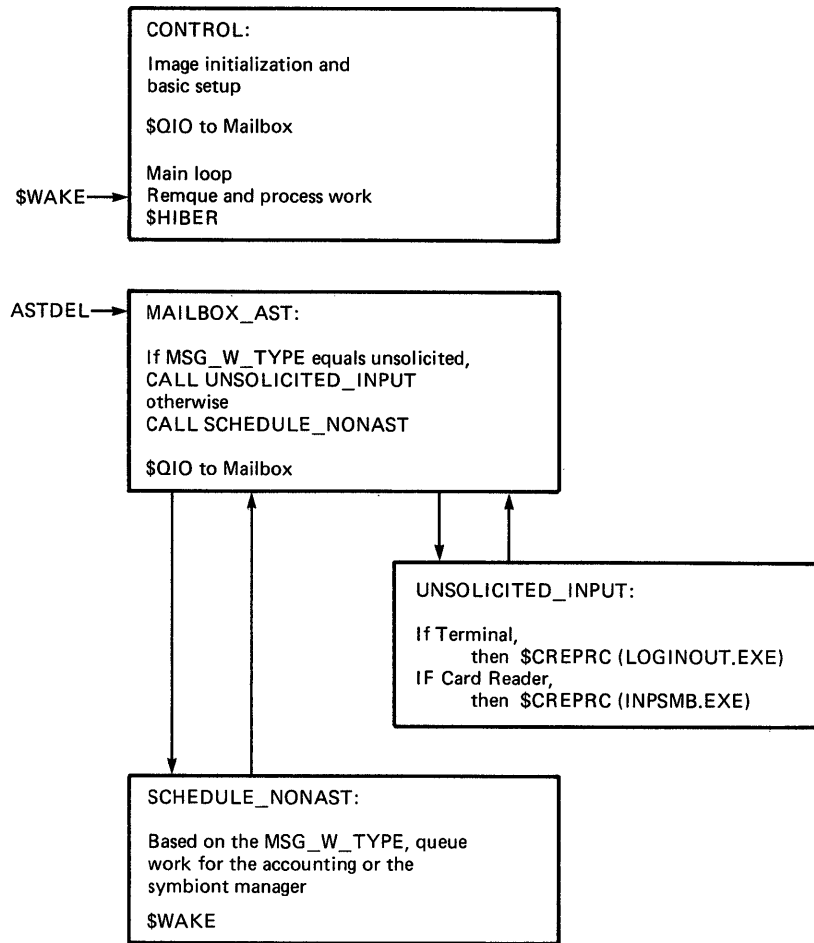 CONTROL:
Image initialization and
basic setup
$QIO to Mailbox
Main loop
$WAKE
Remque and process work
$HIBER
ASTDEL
MAILBOX_AST:
If MSG_W_TYPE equals unsolicited,
CALL UNSOLICITED_INPUT
otherwise
CALL SCHEDULE_NONAST
$QIO to Mailbox
UNSOLICITED_INPUT:
If Terminal,
then $CREPRC (LOGINOUT.EXE)
IF Card Reader,
then $CREPRC (INPSMB.EXE)
SCHEDULE_NONAST:
Based on the MSG_W_TYPE, queue
work for the accounting or the
symbiont manager
$WAKE